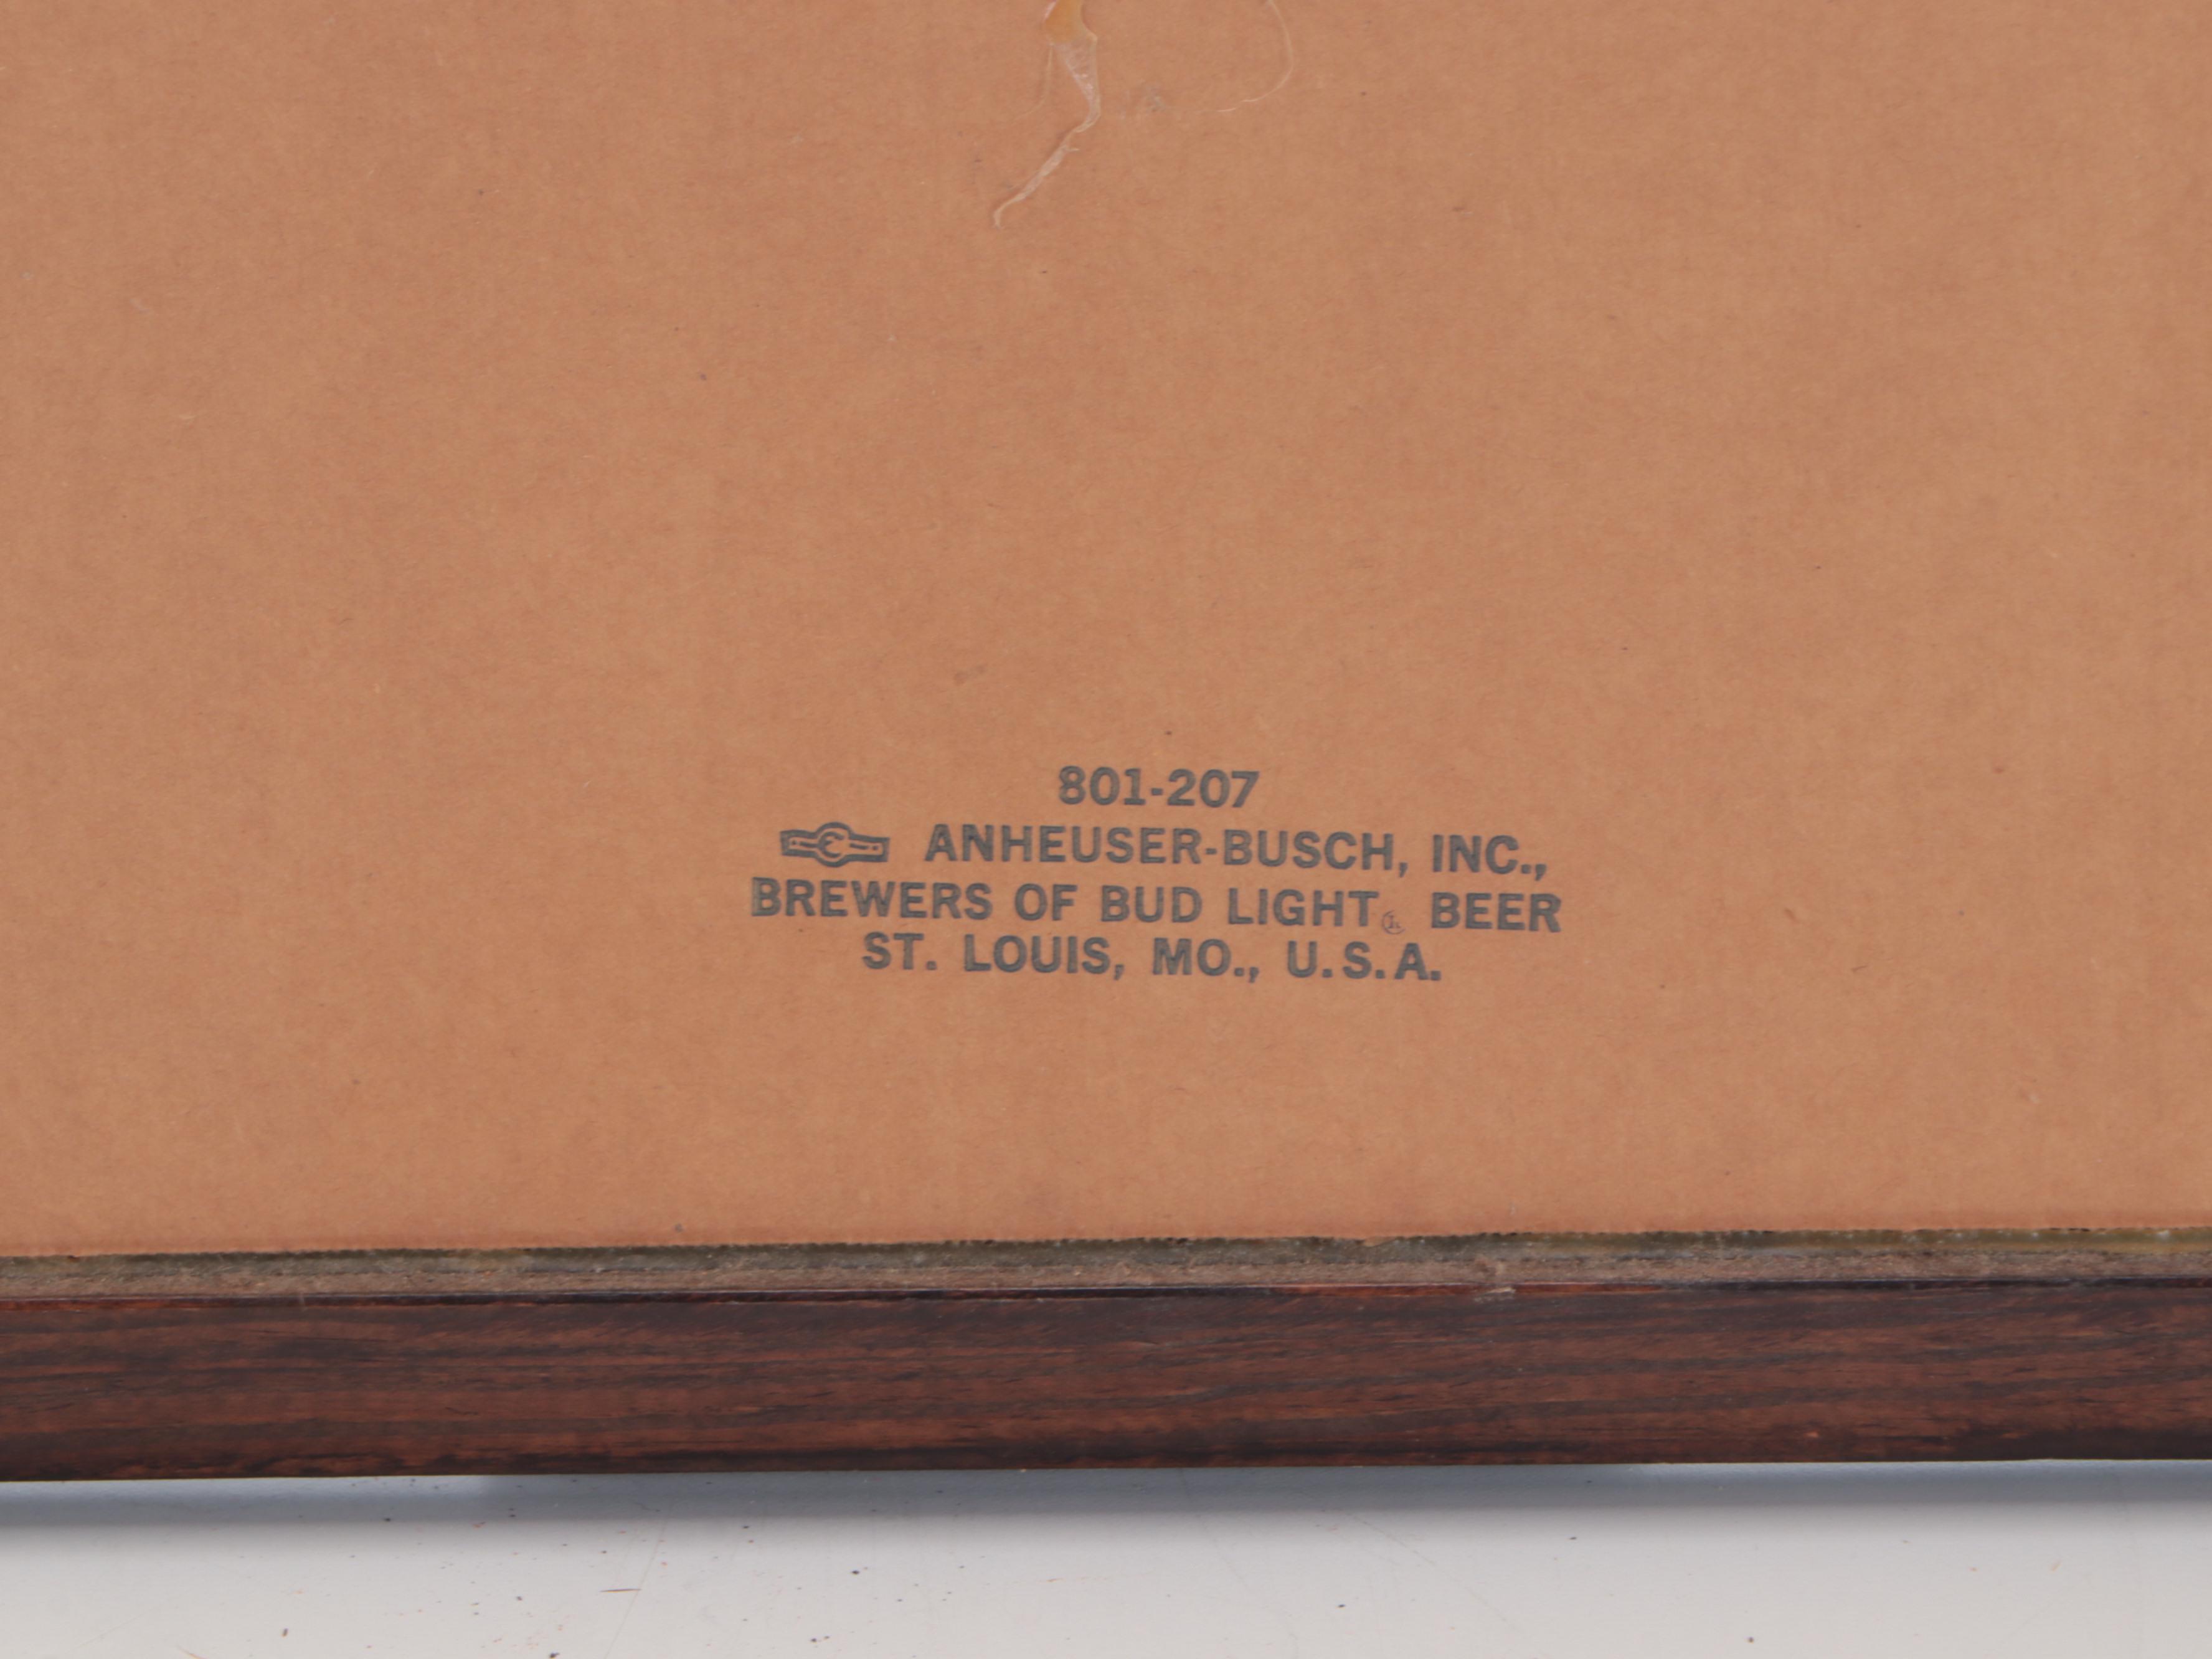 801-207
ANHEUSER-BUSCH, INC.,
BREWERS OF BUD LIGHT® BEER
ST. LOUIS, MO., U.S.A.